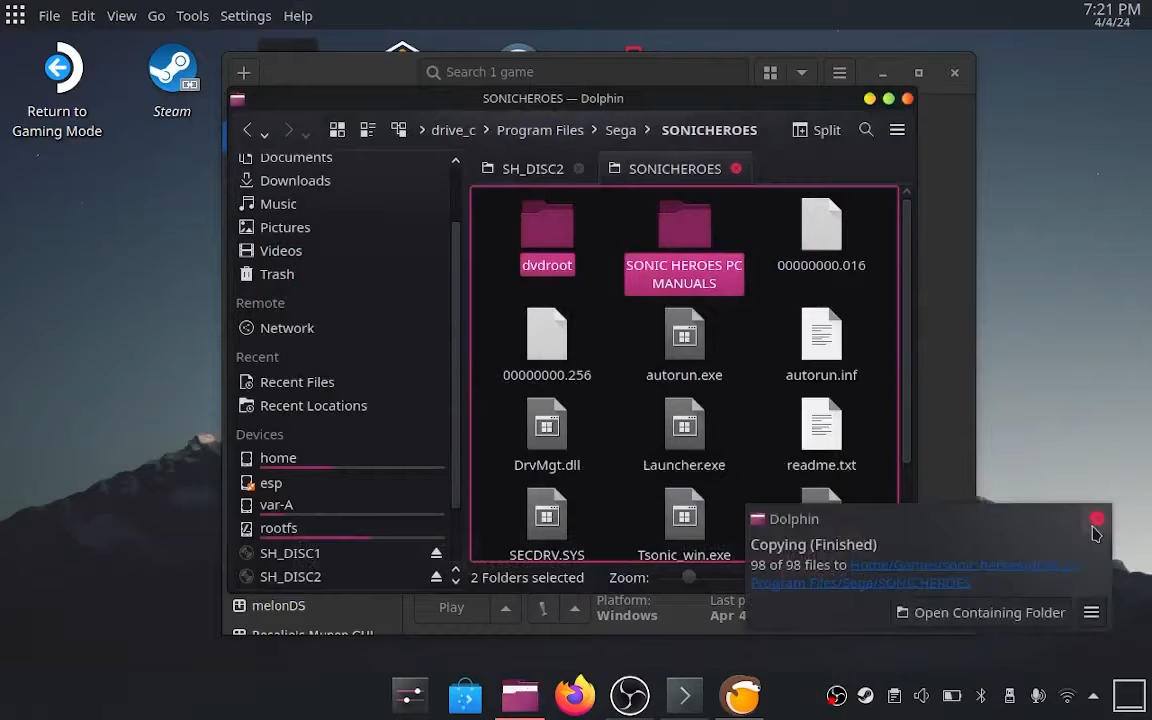 File Edit View Go Tools Settings Help
7:21 PM
4/4/24
Return to
Gaming Mode
Steam
Search 1 game
SONICHEROES — Dolphin
drive_c Program Files Sega SONICHEROES
Split
Documents
Downloads
Music
Pictures
Videos
Trash
Remote
Network
Recent
Recent Files
Recent Locations
Devices
home
esp
var-A
rootfs
SH_DISC1
SH_DISC2
SH_DISC2
SONICHEROES
dvdroot
SONIC HEROES PC
MANUALS
00000000.016
00000000.256
autorun.exe
autorun.inf
DrvMgt.dll
Launcher.exe
readme.txt
SECDRV.SYS
Tsonic_win.exe
2 Folders selected
Zoom:
melonDS
Play
Platform:
Windows
Last p
Apr 4
Dolphin
Copying (Finished)
98 of 98 files to Home/Games/sonicheroes/
Program Files/Sega/SONICHEROES
Open Containing Folder